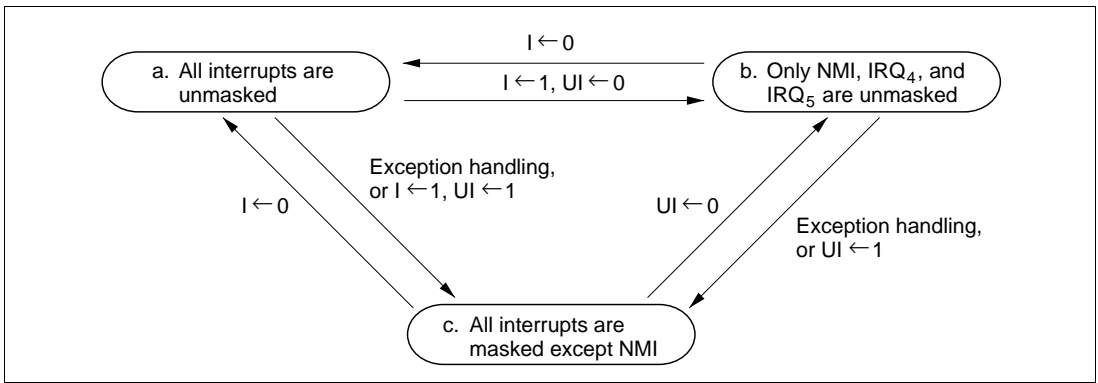 I ← 0
a. All interrupts are
unmasked
I ← 1, UI ← 0
b. Only NMI, IRQ4, and
IRQ5 are unmasked
Exception handling,
or I ← 1, UI ← 1
I ← 0
UI ← 0
Exception handling,
or UI ← 1
c. All interrupts are
masked except NMI